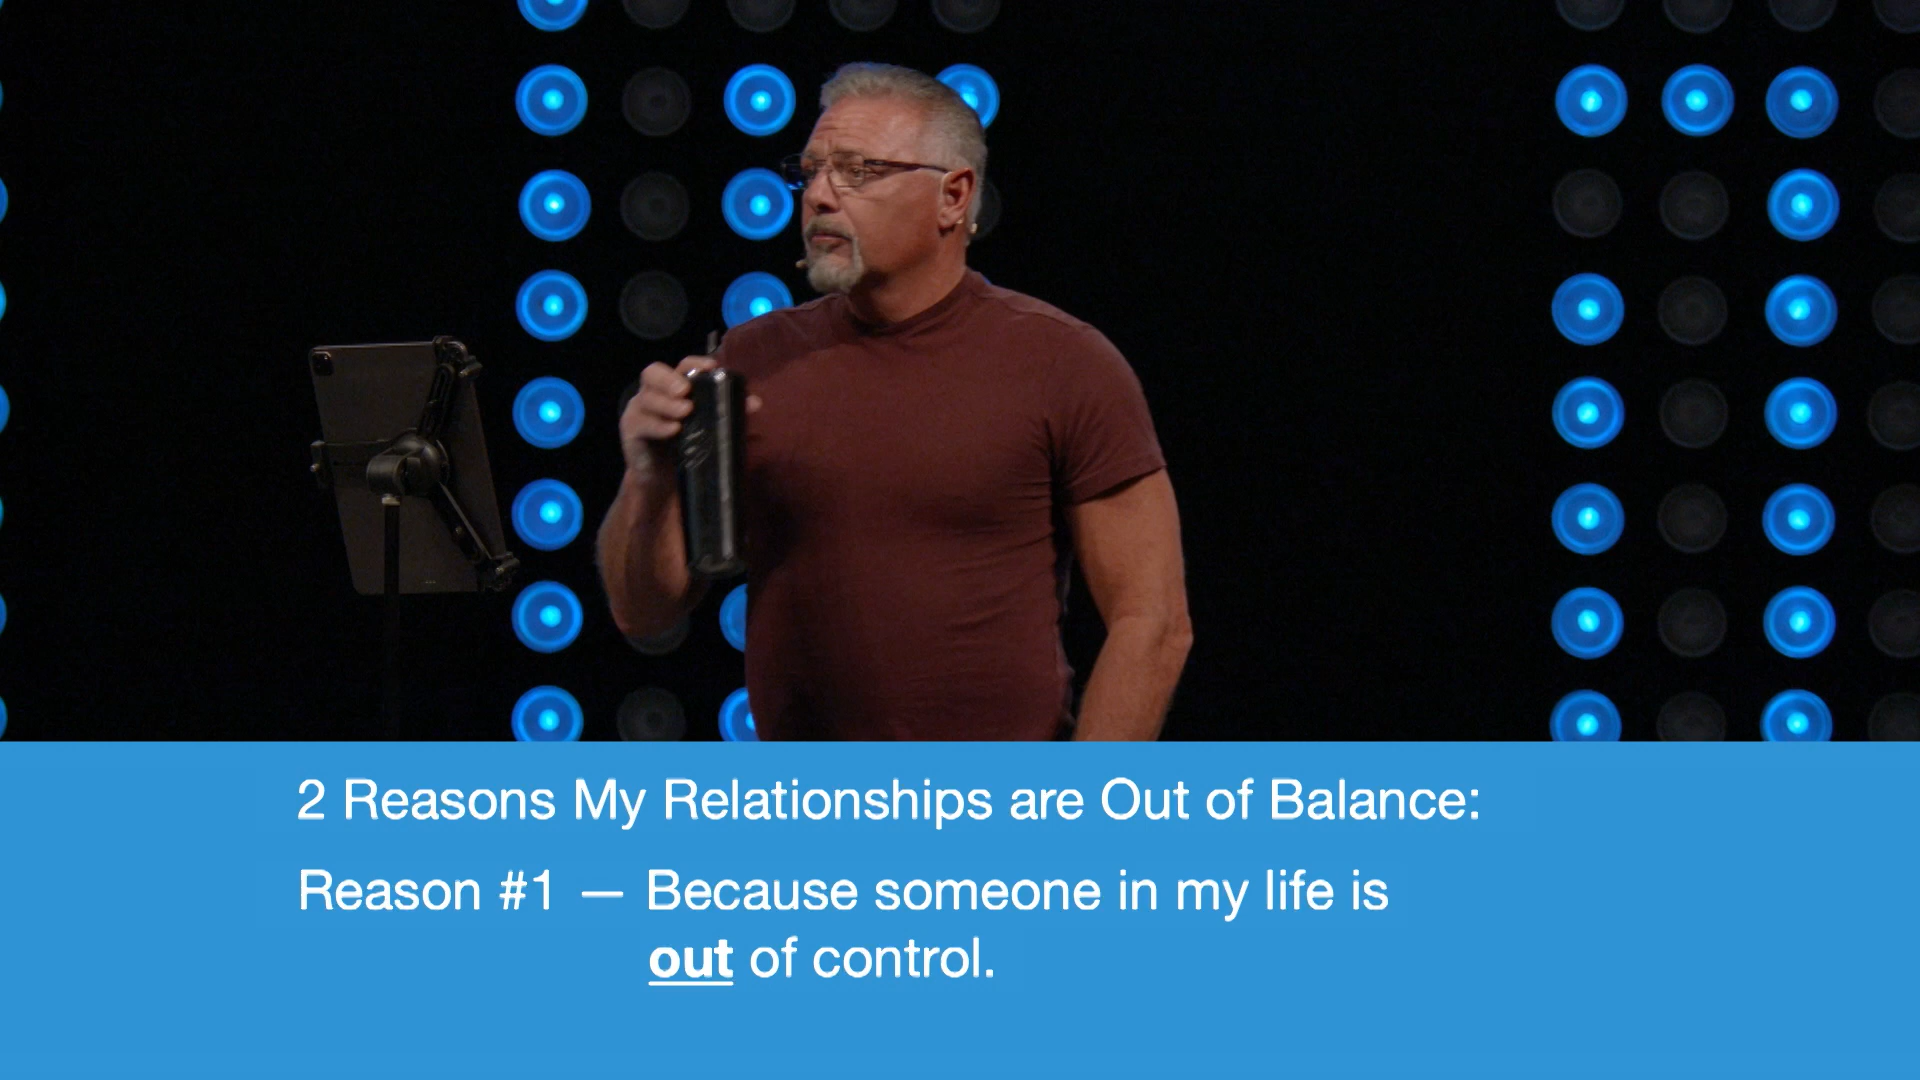 2 Reasons My Relationships are Out of Balance:
Reason #1 — Because someone in my life is
out of control.